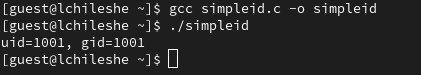 [guest@lchileshe ~]$ gcc simpleid.c -o simpleid
[guest@lchileshe ~]$ ./simpleid
uid=1001, gid=1001
[guest@lchileshe ~]$